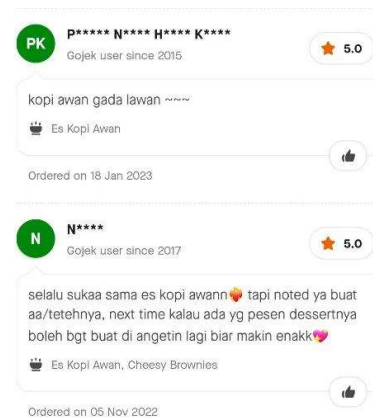 PK
P***** N**** H**** K****
Gojek user since 2015
5.0
kopi awan gada lawan ~~~
Es Kopi Awan
Ordered on 18 Jan 2023
N
N****
Gojek user since 2017
5.0
selalu sukaa sama es kopi awann❤️‍🔥 tapi noted ya buat
aa/tetehnya, next time kalau ada yg pesen dessertnya
boleh bgt buat di angetin lagi biar makin enakk💖
Es Kopi Awan, Cheesy Brownies
Ordered on 05 Nov 2022